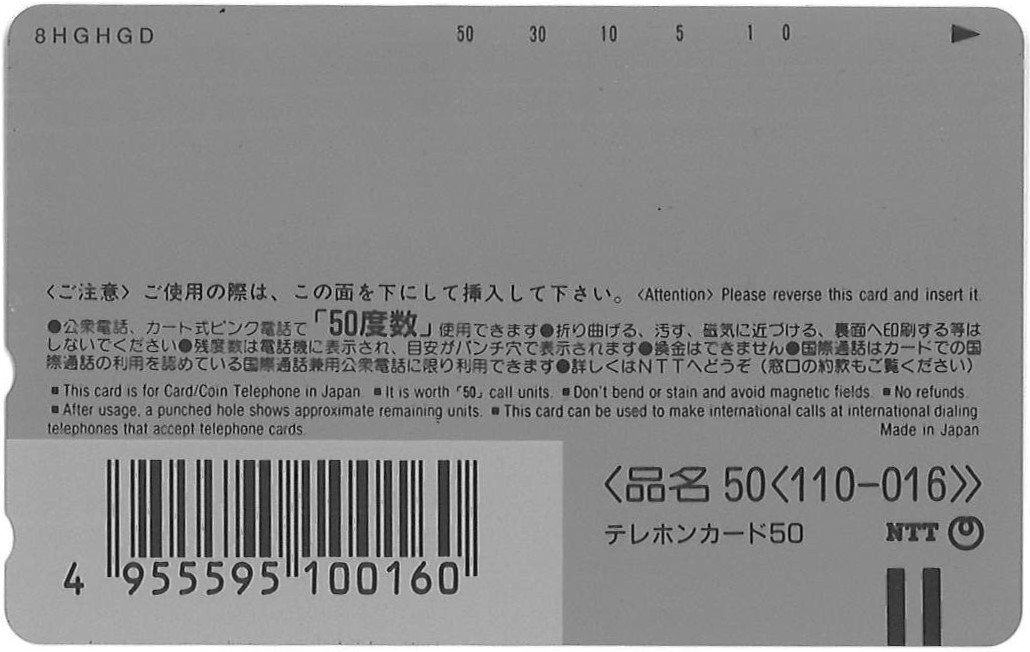 8HGHGD 50 30 10 5 1 0
〈ご注意〉ご使用の際は、この面を下にして挿入して下さい。〈Attention〉Please reverse this card and insert it.
●公衆電話、カード式ピンク電話で「50度数」使用できます●折り曲げる、汚す、磁気に近づける、裏面へ印刷する等は
しないでください●残度数は電話機に表示され、目安がパンチ穴で表示されます●換金はできません●国際通話はカードでの国
際通話の利用を認めている国際通話兼用公衆電話に限り利用できます●詳しくはNTTへどうぞ(窓口の約款もご覧ください)
■This card is for Card/Coin Telephone in Japan. ■It is worth「50」call units. ■Don't bend or stain and avoid magnetic fields. ■No refunds.
■After usage, a punched hole shows approximate remaining units. ■This card can be used to make international calls at international dialing
telephones that accept telephone cards.
Made in Japan
〈品名 50〈110-016〉〉
テレホンカード50 NTT
4 955595 100160